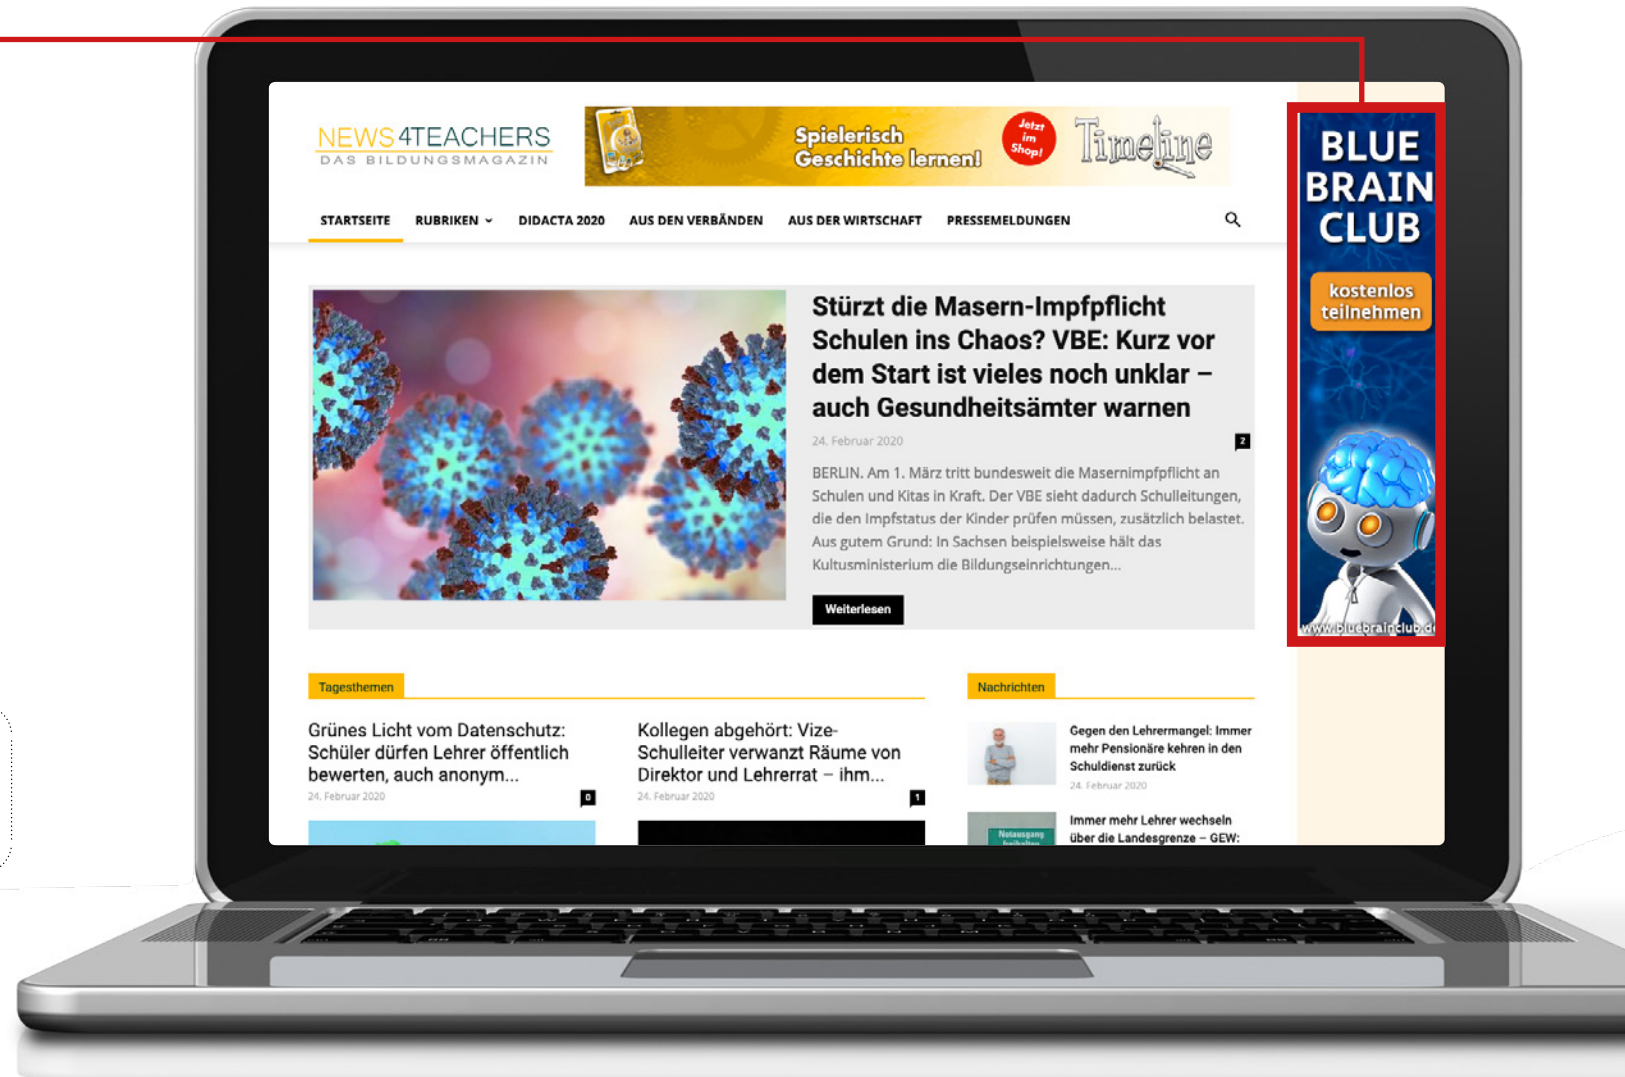 NEWS4TEACHERS
DAS BILDUNGSMAGAZIN
Spielerisch
Geschichte lernen!
Jetzt
im
Shop!
Timeline
STARTSEITE RUBRIKEN DIDACTA 2020 AUS DEN VERBÄNDEN AUS DER WIRTSCHAFT PRESSEMELDUNGEN
Stürzt die Masern-Impfpflicht
Schulen ins Chaos? VBE: Kurz vor
dem Start ist vieles noch unklar –
auch Gesundheitsämter warnen
24. Februar 2020
2
BERLIN. Am 1. März tritt bundesweit die Masernimpfpflicht an
Schulen und Kitas in Kraft. Der VBE sieht dadurch Schulleitungen,
die den Impfstatus der Kinder prüfen müssen, zusätzlich belastet.
Aus gutem Grund: In Sachsen beispielsweise hält das
Kultusministerium die Bildungseinrichtungen...
Weiterlesen
BLUE
BRAIN
CLUB
kostenlos
teilnehmen
www.bluebrainclub.de
Tagesthemen
Grünes Licht vom Datenschutz:
Schüler dürfen Lehrer öffentlich
bewerten, auch anonym...
24. Februar 2020
0
Kollegen abgehört: Vize-
Schulleiter verwanzt Räume von
Direktor und Lehrerrat – ihm...
24. Februar 2020
1
Nachrichten
Gegen den Lehrermangel: Immer
mehr Pensionäre kehren in den
Schuldienst zurück
24. Februar 2020
Notausgang
Immer mehr Lehrer wechseln
über die Landesgrenze – GEW: